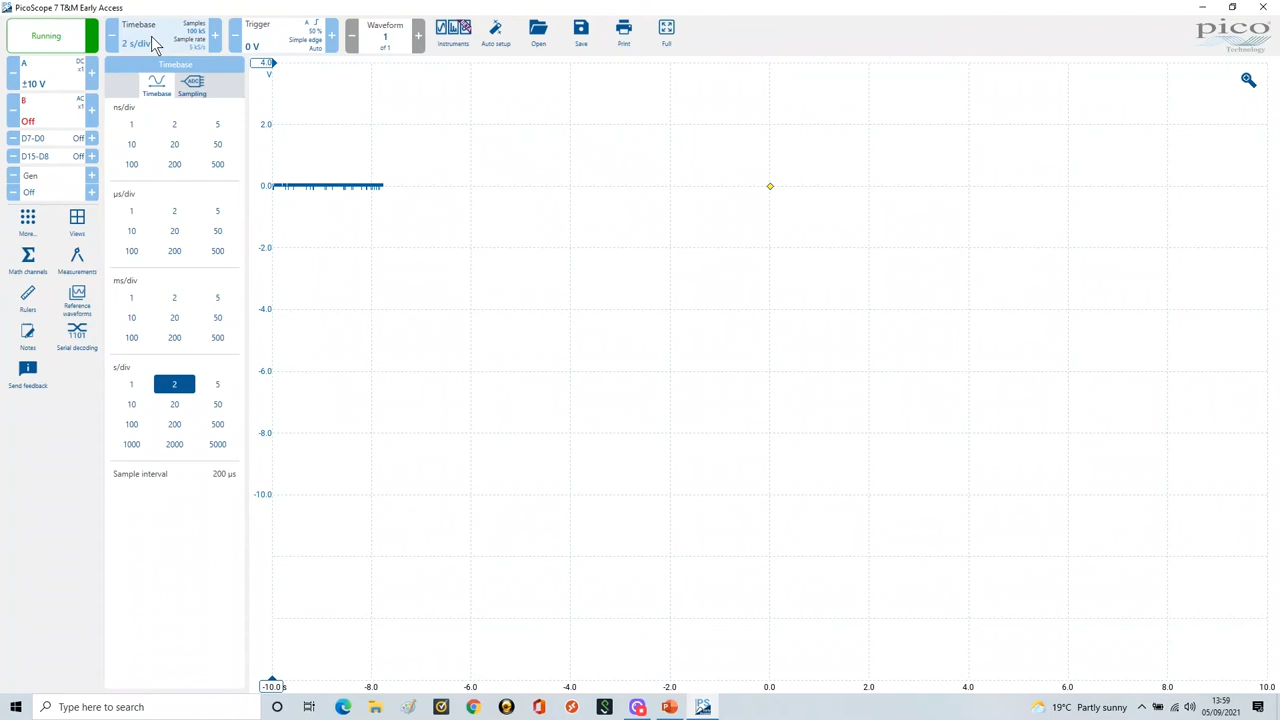 PicoScope 7 T&M Early Access
Running
Timebase
2 s/div
Samples
100 kS
Sample rate
5 kS/s
Trigger
0 V
A
50 %
Simple edge
Auto
Waveform
1
of 1
Instruments
Auto setup
Open
Save
Print
Full
pico
Technology
A
DC
x1
±10 V
B
AC
x1
Off
D7-D0 Off
D15-D8 Off
Gen
Off
More...
Views
Math channels
Measurements
Rulers
Reference waveforms
Notes
1101
Serial decoding
Send feedback
Timebase
Timebase
ADC
Sampling
ns/div
1 2 5
10 20 50
100 200 500
µs/div
1 2 5
10 20 50
100 200 500
ms/div
1 2 5
10 20 50
100 200 500
s/div
1 2 5
10 20 50
100 200 500
1000 2000 5000
Sample interval 200 µs
4.0
V
2.0
0.0
-2.0
-4.0
-6.0
-8.0
-10.0
-10.0 s -8.0 -6.0 -4.0 -2.0 0.0 2.0 4.0 6.0 8.0 10.0
Type here to search
PS
19°C Partly sunny
13:59
05/09/2021